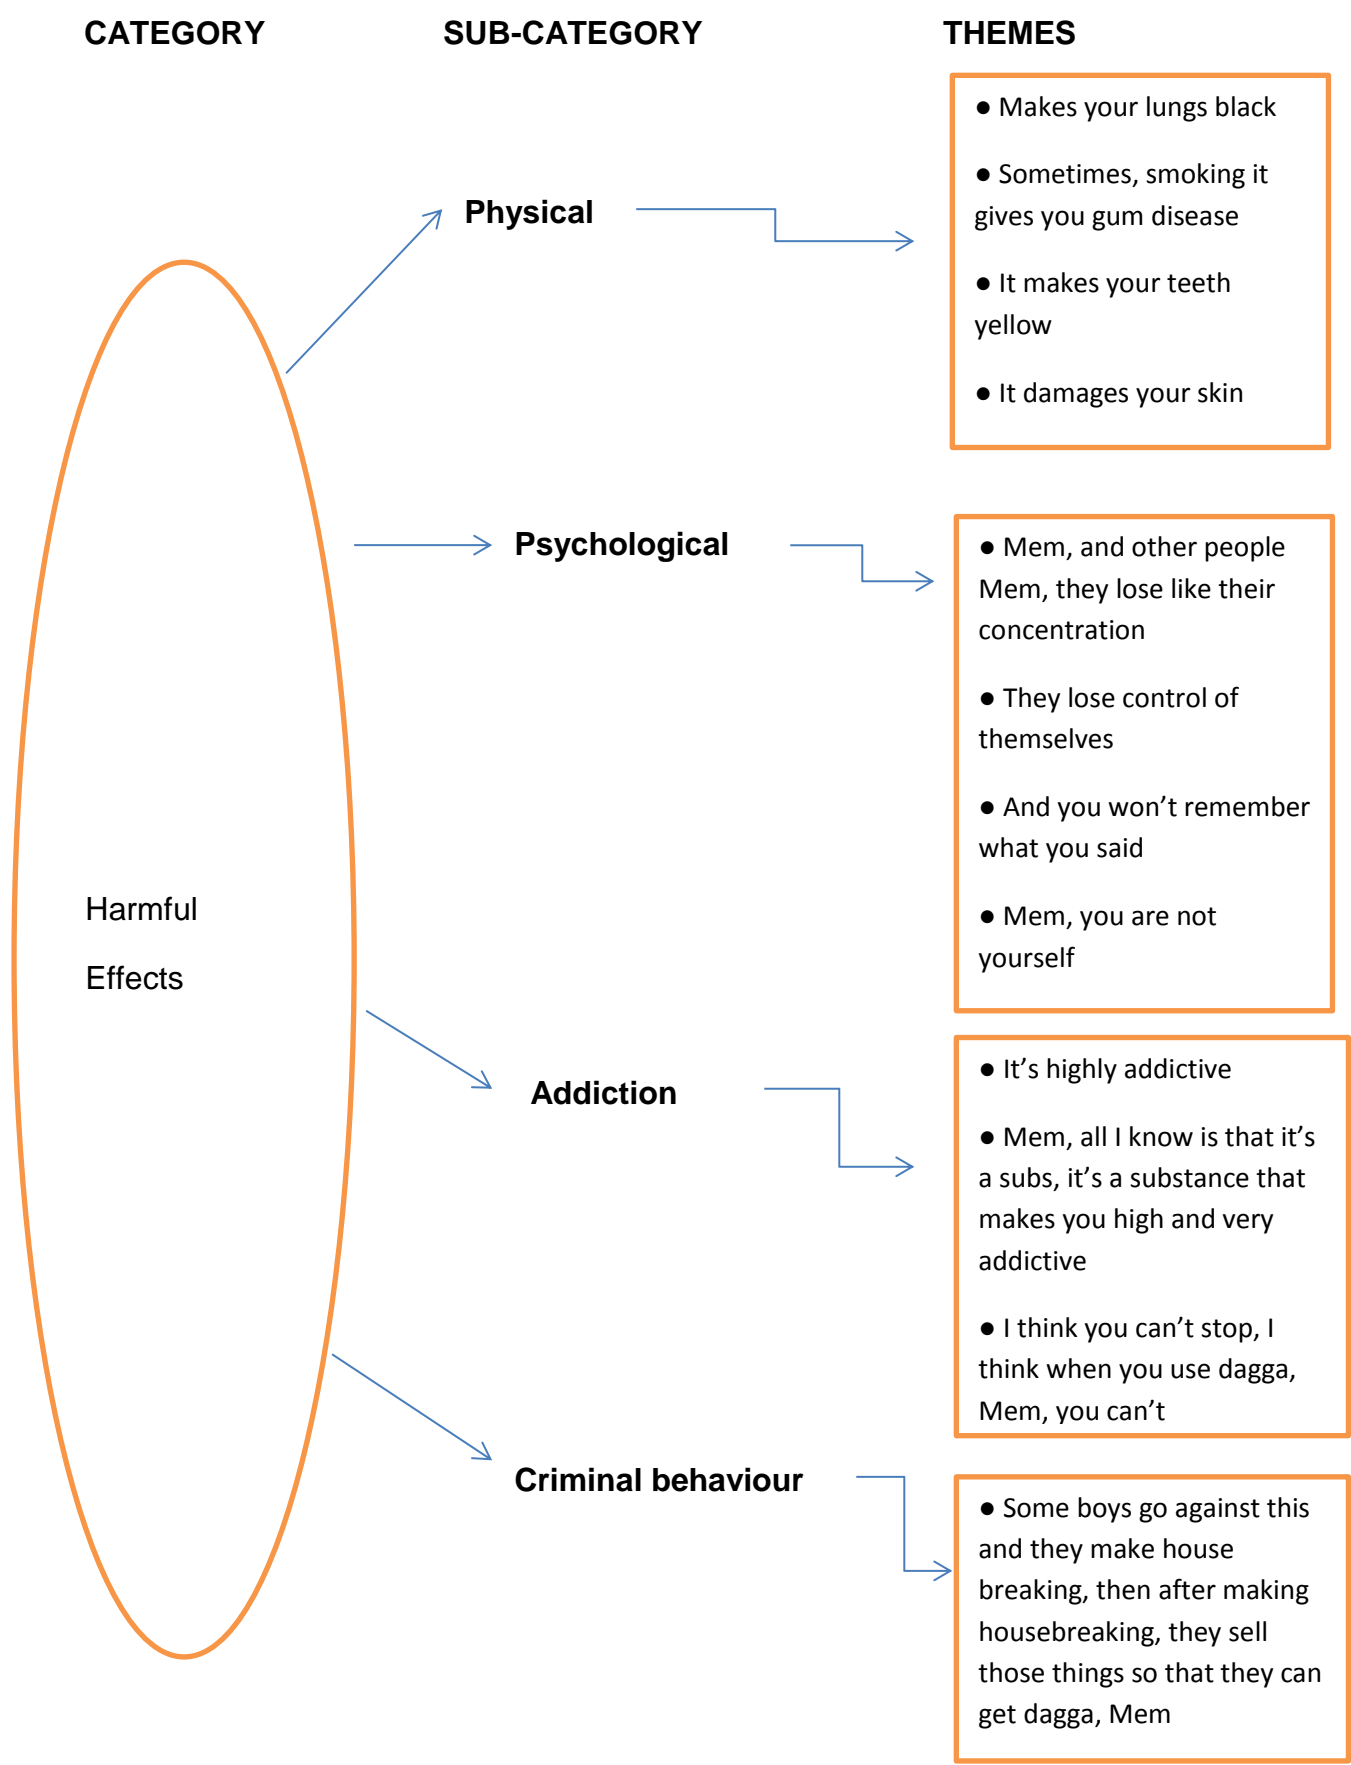 CATEGORY SUB-CATEGORY THEMES
Physical
● Makes your lungs black
● Sometimes, smoking it
gives you gum disease
● It makes your teeth
yellow
● It damages your skin
Psychological
● Mem, and other people
Mem, they lose like their
concentration
● They lose control of
themselves
● And you won’t remember
what you said
● Mem, you are not
yourself
Harmful
Effects
Addiction
● It’s highly addictive
● Mem, all I know is that it’s
a subs, it’s a substance that
makes you high and very
addictive
● I think you can’t stop, I
think when you use dagga,
Mem, you can’t
Criminal behaviour
● Some boys go against this
and they make house
breaking, then after making
housebreaking, they sell
those things so that they can
get dagga, Mem